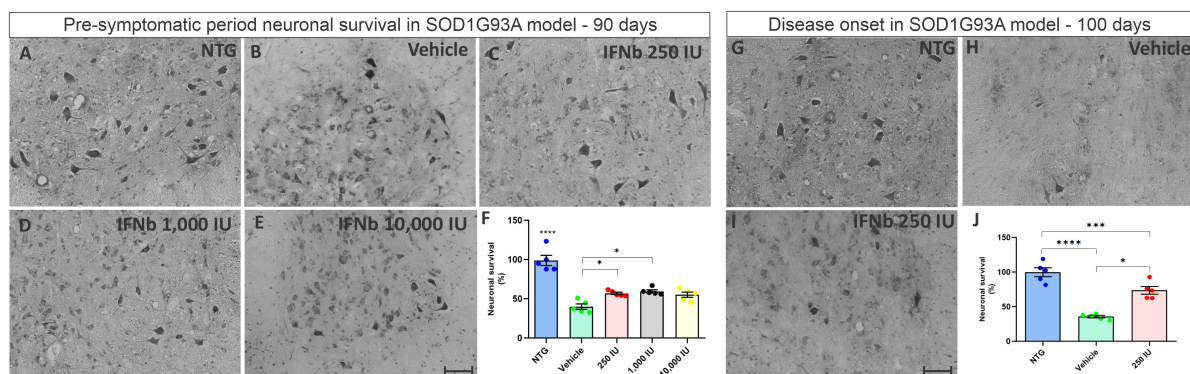 Pre-symptomatic period neuronal survival in SOD1G93A model - 90 days
A NTG
B Vehicle
C IFNb 250 IU
D IFNb 1,000 IU
E IFNb 10,000 IU
F
150
100
50
0
Neuronal survival
(%)
****
*
*
NTG
Vehicle
250 IU
1,000 IU
10,000 IU
Disease onset in SOD1G93A model - 100 days
G NTG
H Vehicle
I IFNb 250 IU
J
150
100
50
0
Neuronal survival
(%)
***
****
*
NTG
Vehicle
250 IU